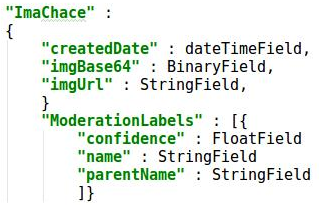 "ImaChace" :
{
"createdDate" : dateTimeField,
"imgBase64" : BinaryField,
"imgUrl" : StringField,
}
"ModerationLabels" : [{
"confidence" : FloatField
"name" : StringField
"parentName" : StringField
]}